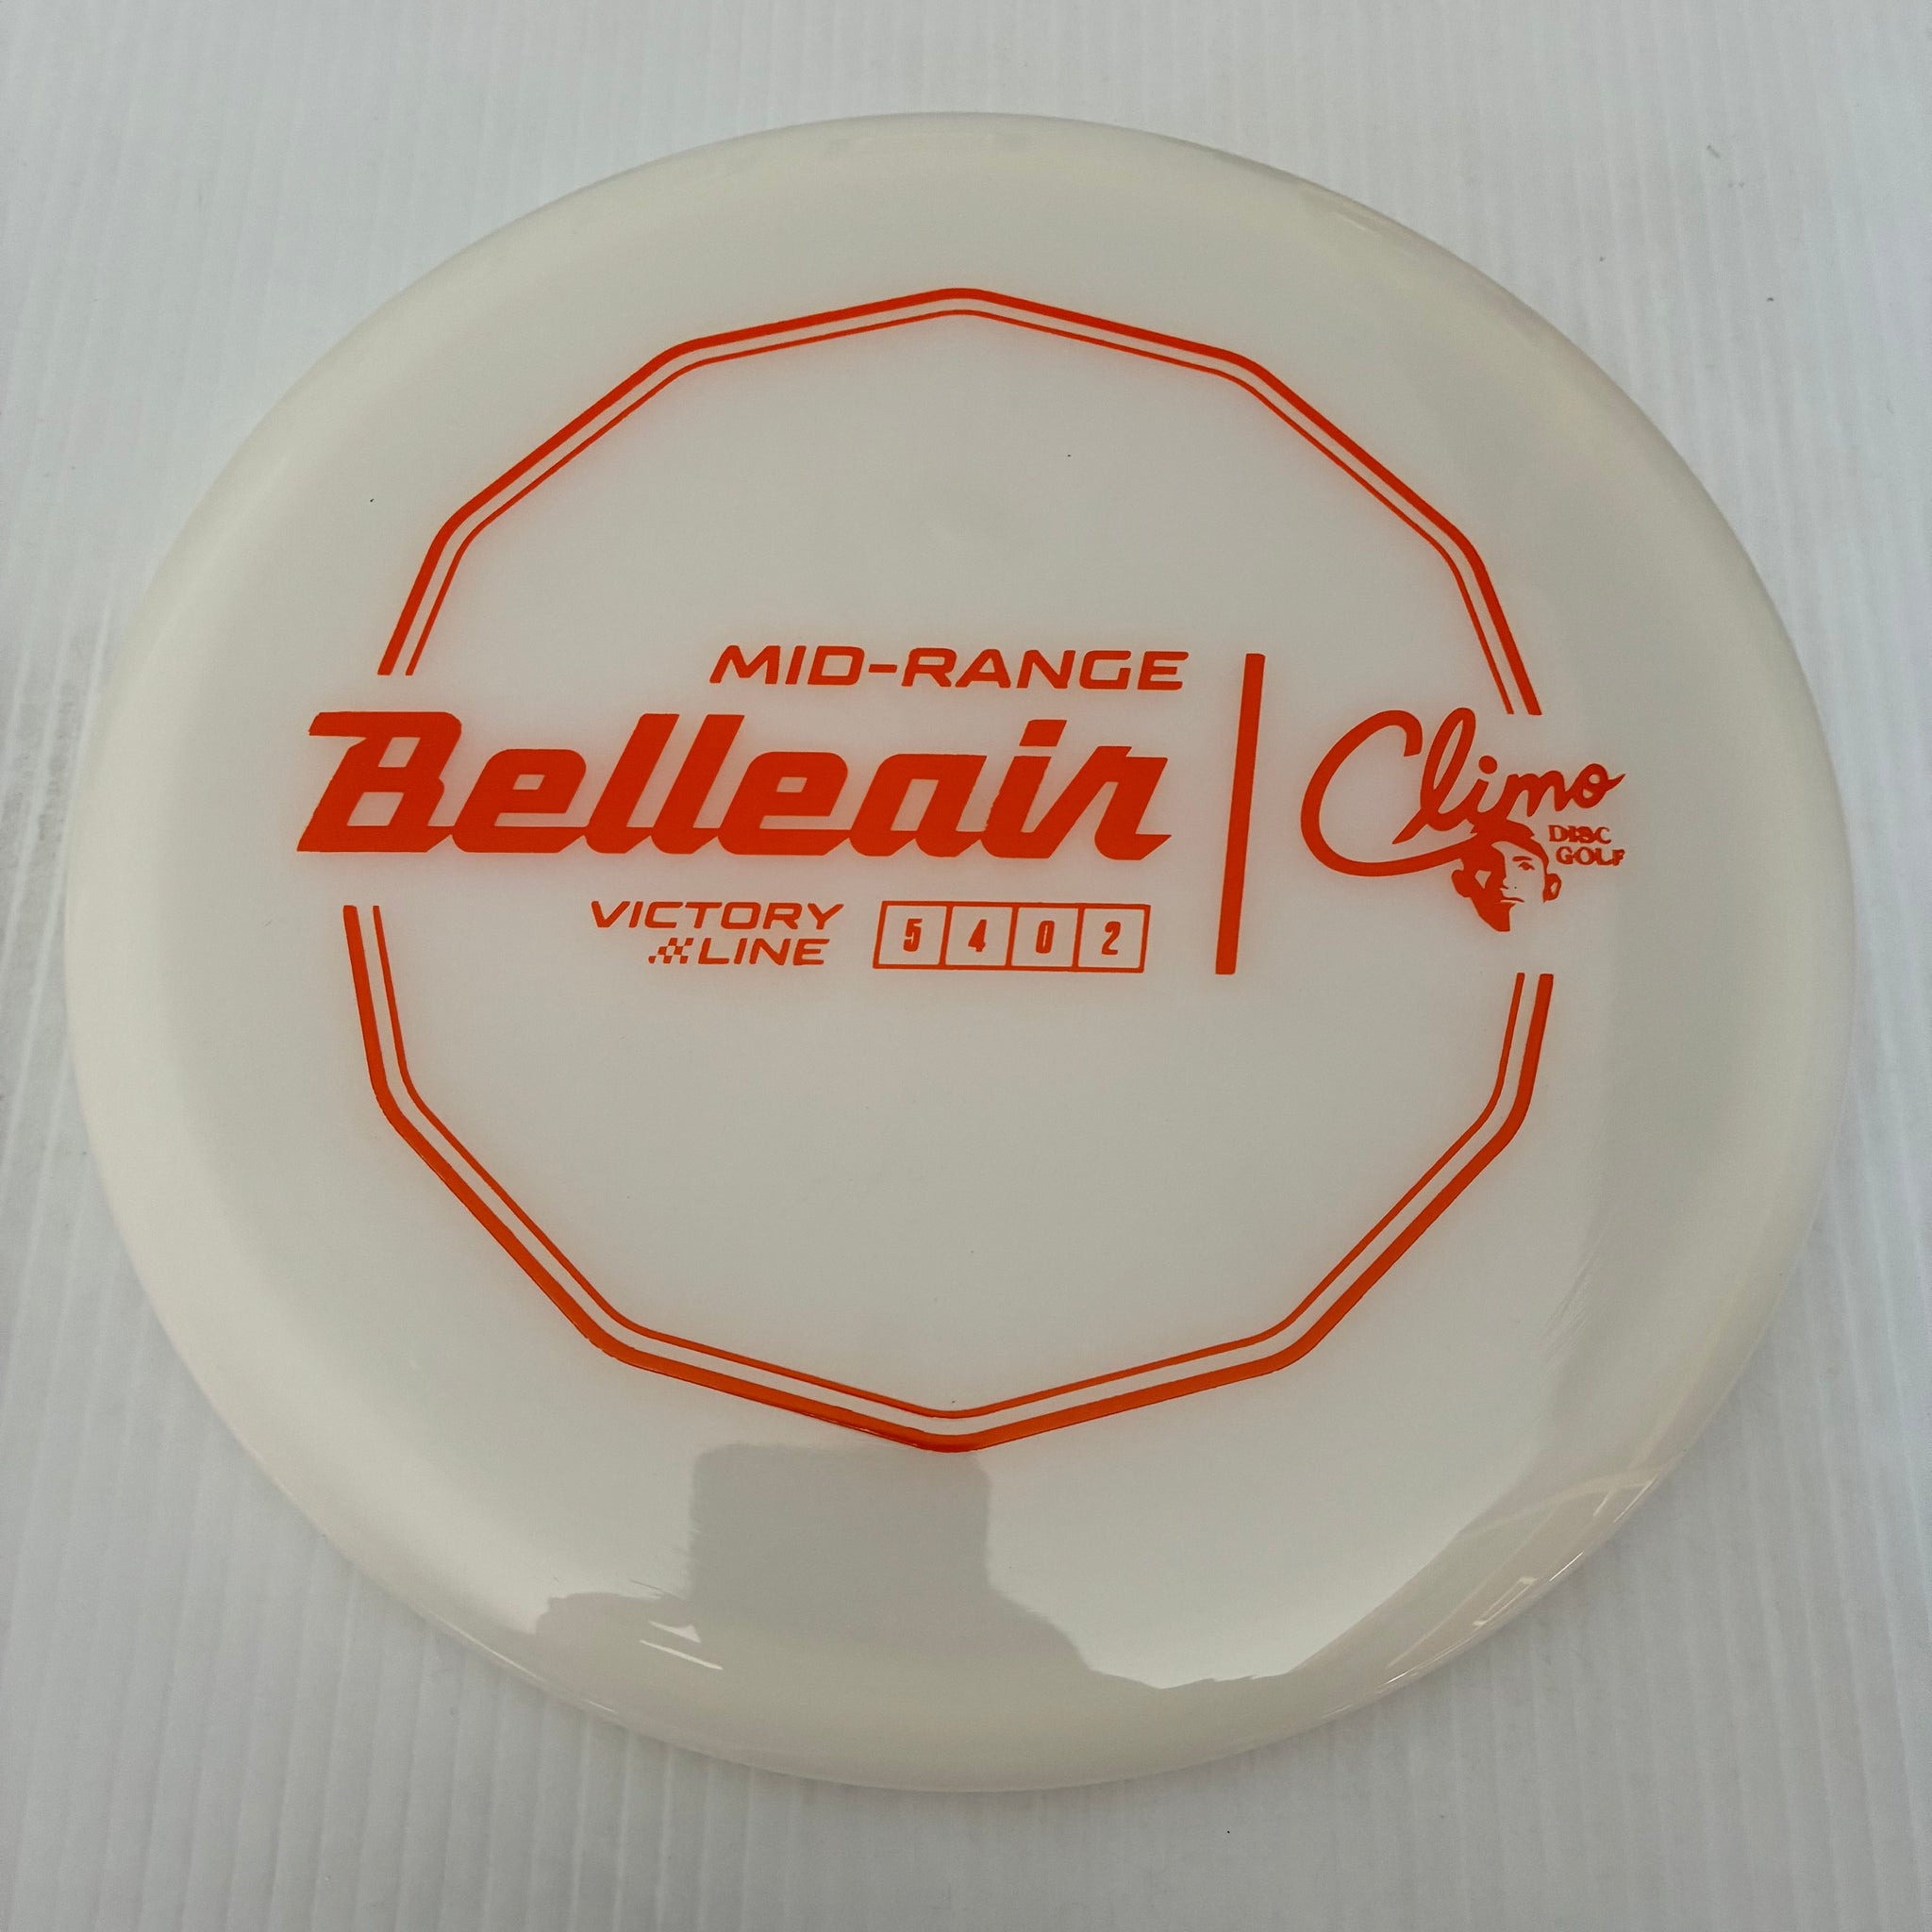 MID-RANGE
Belleair
VICTORY
LINE
5 4 0 2
Climo
DISC
GOLF